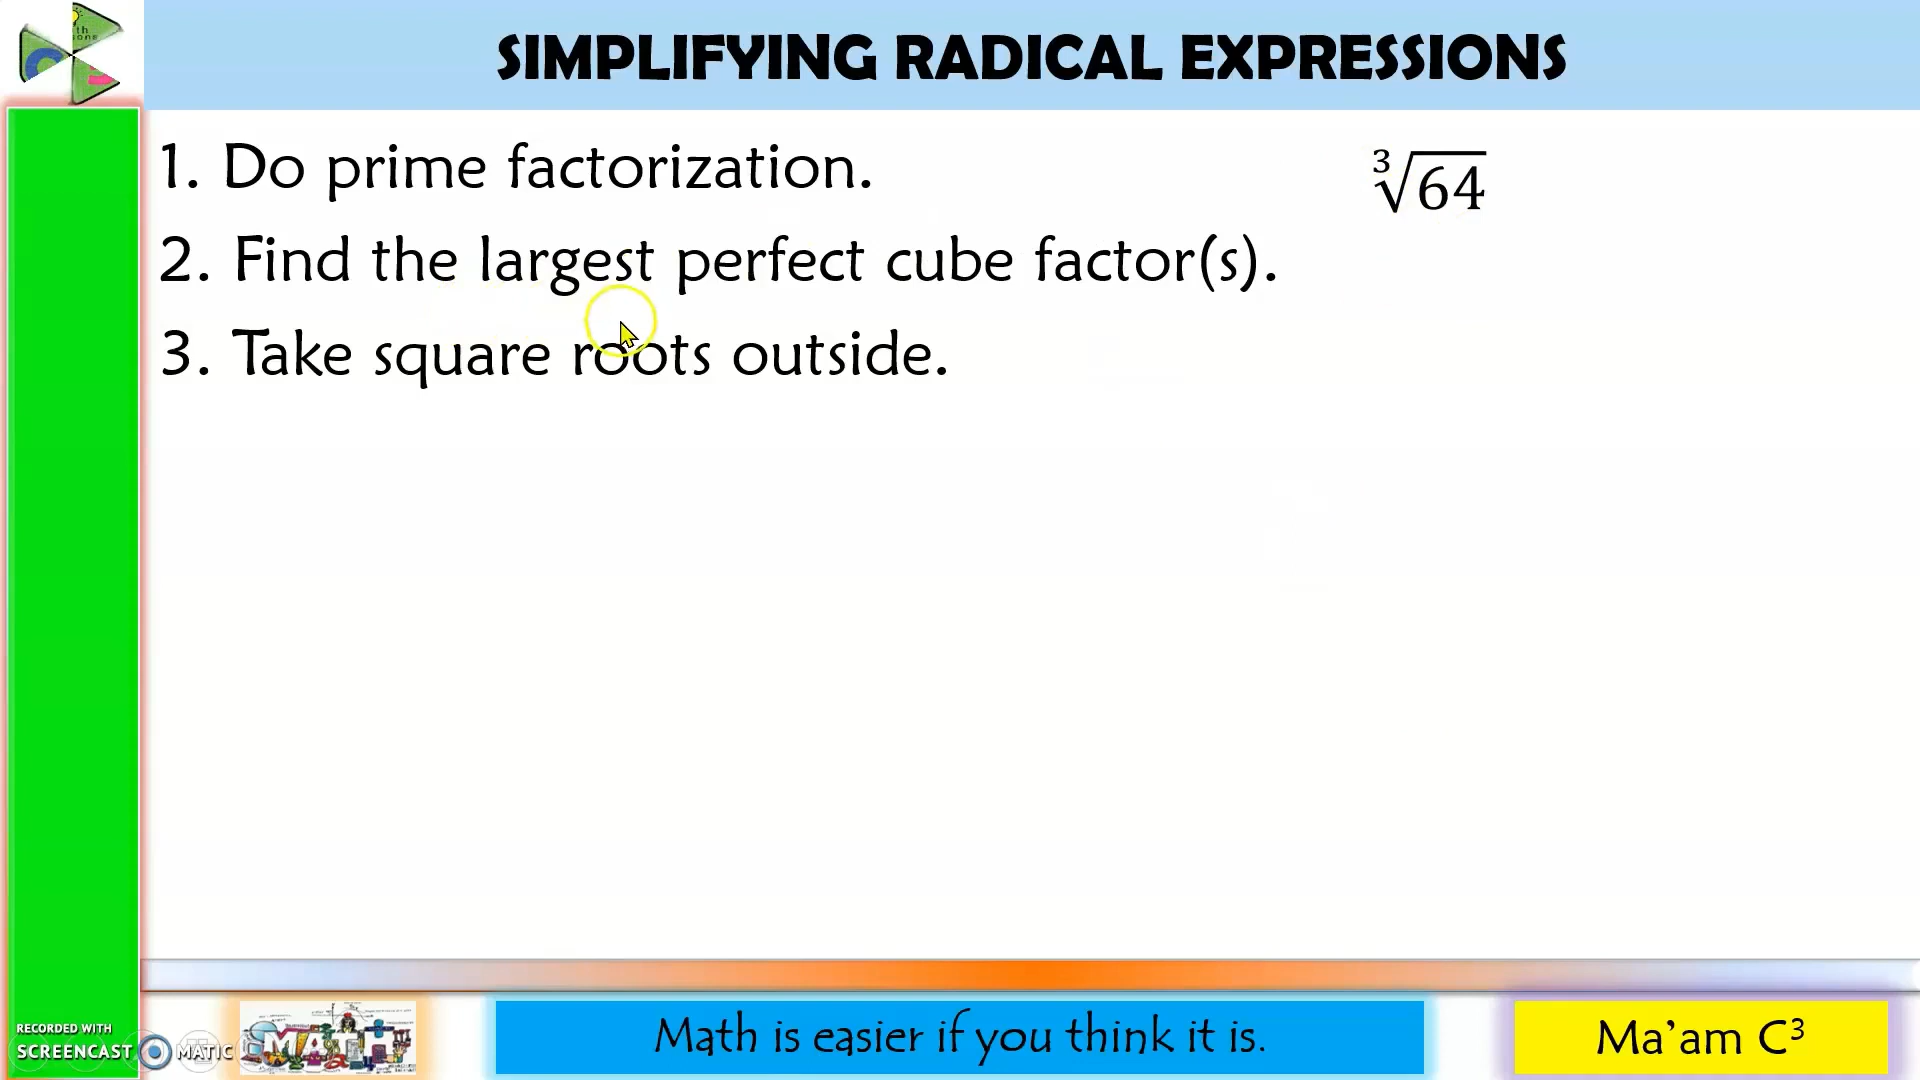 SIMPLIFYING RADICAL EXPRESSIONS
1. Do prime factorization.
∛64
2. Find the largest perfect cube factor(s).
3. Take square roots outside.
RECORDED WITH
SCREENCAST MATIC
MATH
Math is easier if you think it is.
Ma’am C³